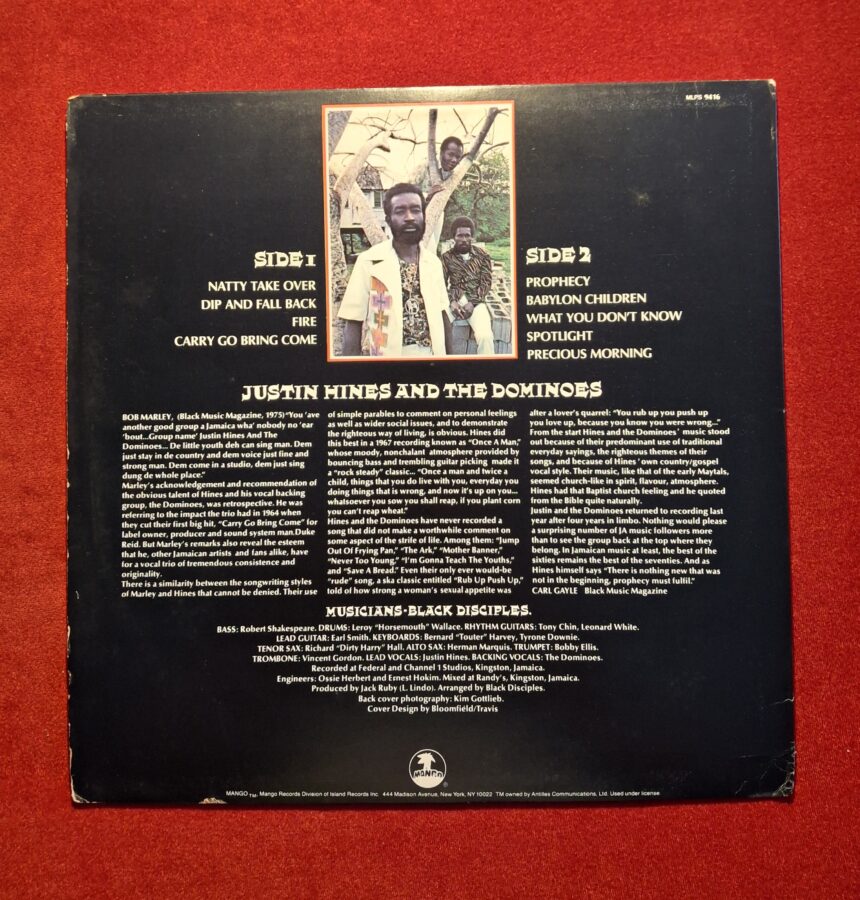 MLPS 9416
SIDE 1
NATTY TAKE OVER
DIP AND FALL BACK
FIRE
CARRY GO BRING COME
SIDE 2
PROPHECY
BABYLON CHILDREN
WHAT YOU DON'T KNOW
SPOTLIGHT
PRECIOUS MORNING
JUSTIN HINES AND THE DOMINOES
BOB MARLEY, (Black Music Magazine, 1975) "You 'ave
another good group a Jamaica wha' nobody no 'ear
'bout...Group name' Justin Hines And The
Dominoes... De little youth deh can sing man. Dem
just stay in de country and dem voice just fine and
strong man. Dem come in a studio, dem just sing
dung de whole place."
Marley's acknowledgement and recommendation of
the obvious talent of Hines and his vocal backing
group, the Dominoes, was retrospective. He was
referring to the impact the trio had in 1964 when
they cut their first big hit, "Carry Go Bring Come" for
label owner, producer and sound system man.Duke
Reid. But Marley's remarks also reveal the esteem
that he, other Jamaican artists and fans alike, have
for a vocal trio of tremendous consistence and
originality.
There is a similarity between the songwriting styles
of Marley and Hines that cannot be denied. Their use
of simple parables to comment on personal feelings
as well as wider social issues, and to demonstrate
the righteous way of living, is obvious. Hines did
this best in a 1967 recording known as "Once A Man,"
whose moody, nonchalant atmosphere provided by
bouncing bass and trembling guitar picking made it
a "rock steady" classic... "Once a man and twice a
child, things that you do live with you, everyday you
doing things that is wrong, and now it's up on you...
whatsoever you sow you shall reap, if you plant corn
you can't reap wheat."
Hines and the Dominoes have never recorded a
song that did not make a worthwhile comment on
some aspect of the strife of life. Among them: "Jump
Out Of Frying Pan," "The Ark," "Mother Banner,"
"Never Too Young," "I'm Gonna Teach The Youths,"
and "Save A Bread." Even their only ever would-be
"rude" song, a ska classic entitled "Rub Up Push Up,"
told of how strong a woman's sexual appetite was
after a lover's quarrel: "You rub up you push up
you love up, because you know you were wrong..."
From the start Hines and the Dominoes' music stood
out because of their predominant use of traditional
everyday sayings, the righteous themes of their
songs, and because of Hines 'own country/gospel
vocal style. Their music, like that of the early Maytals,
seemed church-like in spirit, flavour, atmosphere.
Hines had that Baptist church feeling and he quoted
from the Bible quite naturally.
Justin and the Dominoes returned to recording last
year after four years in limbo. Nothing would please
a surprising number of JA music followers more
than to see the group back at the top where they
belong. In Jamaican music at least, the best of the
sixties remains the best of the seventies. And as
Hines himself says "There is nothing new that was
not in the beginning, prophecy must fulfil."
CARL GAYLE Black Music Magazine
MUSICIANS-BLACK DISCIPLES.
BASS: Robert Shakespeare. DRUMS: Leroy "Horsemouth" Wallace. RHYTHM GUITARS: Tony Chin, Leonard White.
LEAD GUITAR: Earl Smith. KEYBOARDS: Bernard "Touter" Harvey, Tyrone Downie.
TENOR SAX: Richard "Dirty Harry" Hall. ALTO SAX: Herman Marquis. TRUMPET: Bobby Ellis.
TROMBONE: Vincent Gordon. LEAD VOCALS: Justin Hines. BACKING VOCALS: The Dominoes.
Recorded at Federal and Channel 1 Studios, Kingston, Jamaica.
Engineers: Ossie Herbert and Ernest Hokim. Mixed at Randy's, Kingston, Jamaica.
Produced by Jack Ruby (L. Lindo). Arranged by Black Disciples.
Back cover photography: Kim Gottlieb.
Cover Design by Bloomfield/Travis
MANGO ®
MANGO TM. Mango Records Division of Island Records Inc 444 Madison Avenue, New York, NY 10022 TM owned by Antilles Communications, Ltd. Used under license